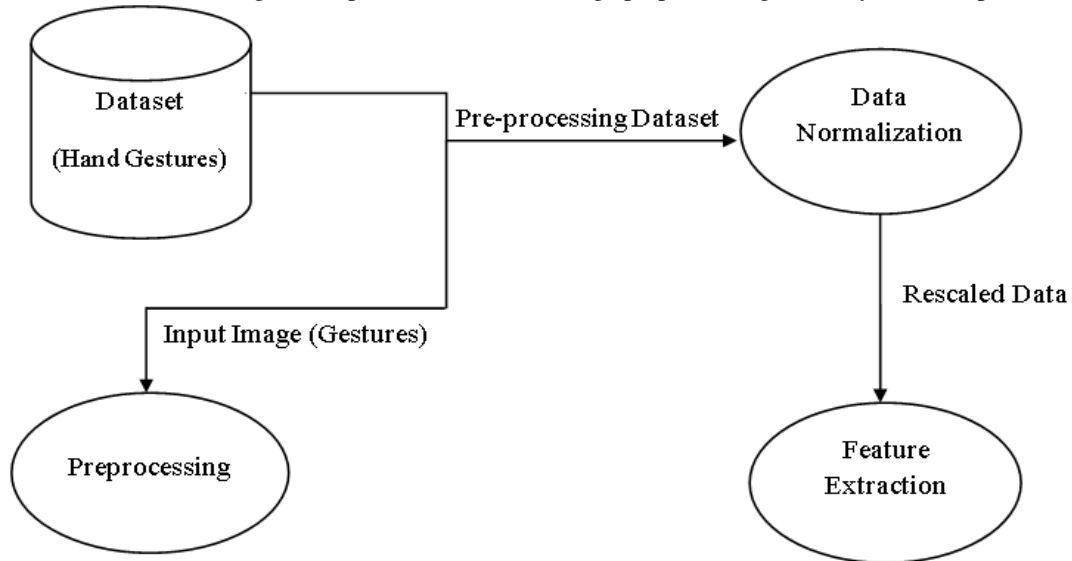 Dataset
(Hand Gestures)
Pre-processing Dataset
Data
Normalization
Rescaled Data
Input Image (Gestures)
Preprocessing
Feature
Extraction